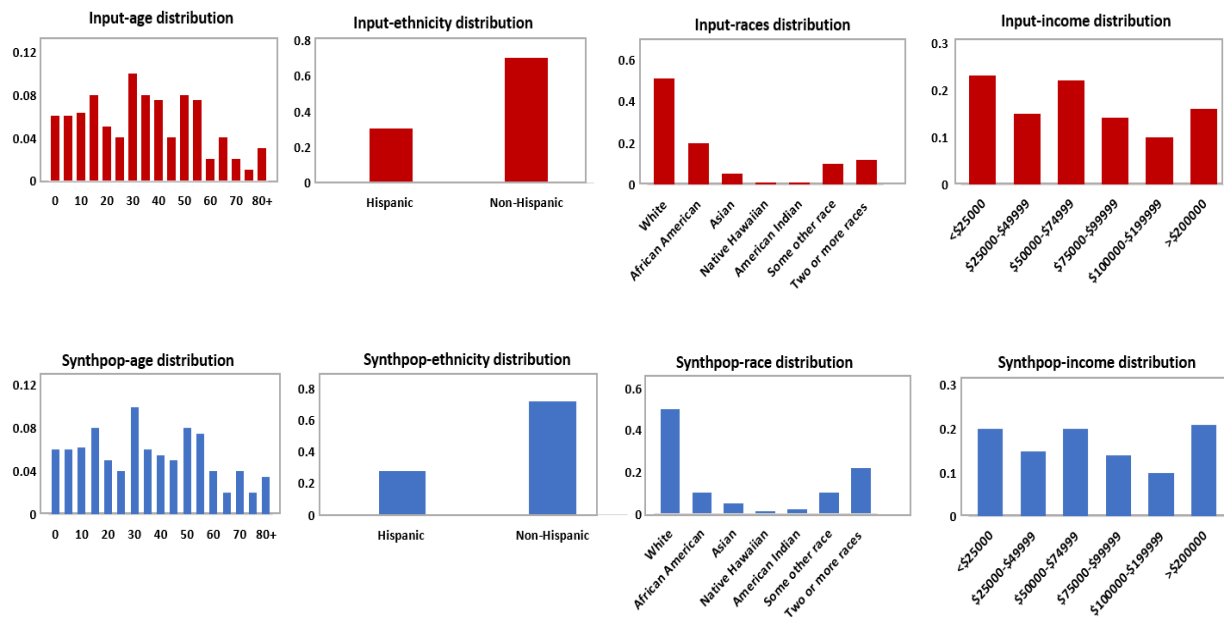 Input-age distribution
0.12
0.08
0.04
0
0 10 20 30 40 50 60 70 80+
Input-ethnicity distribution
0.8
0.6
0.4
0.2
0
Hispanic Non-Hispanic
Input-races distribution
0.6
0.4
0.2
0
White
African American
Asian
Native Hawaiian
American Indian
Some other race
Two or more races
Input-income distribution
0.3
0.2
0.1
0
<$25000
$25000-$49999
$50000-$74999
$75000-$99999
$100000-$199999
>$200000
Synthpop-age distribution
0.12
0.08
0.04
0
0 10 20 30 40 50 60 70 80+
Synthpop-ethnicity distribution
0.8
0.6
0.4
0.2
0
Hispanic Non-Hispanic
Synthpop-race distribution
0.6
0.4
0.2
0
White
African American
Asian
Native Hawaiian
American Indian
Some other race
Two or more races
Synthpop-income distribution
0.3
0.2
0.1
0
<$25000
$25000-$49999
$50000-$74999
$75000-$99999
$100000-$199999
>$200000